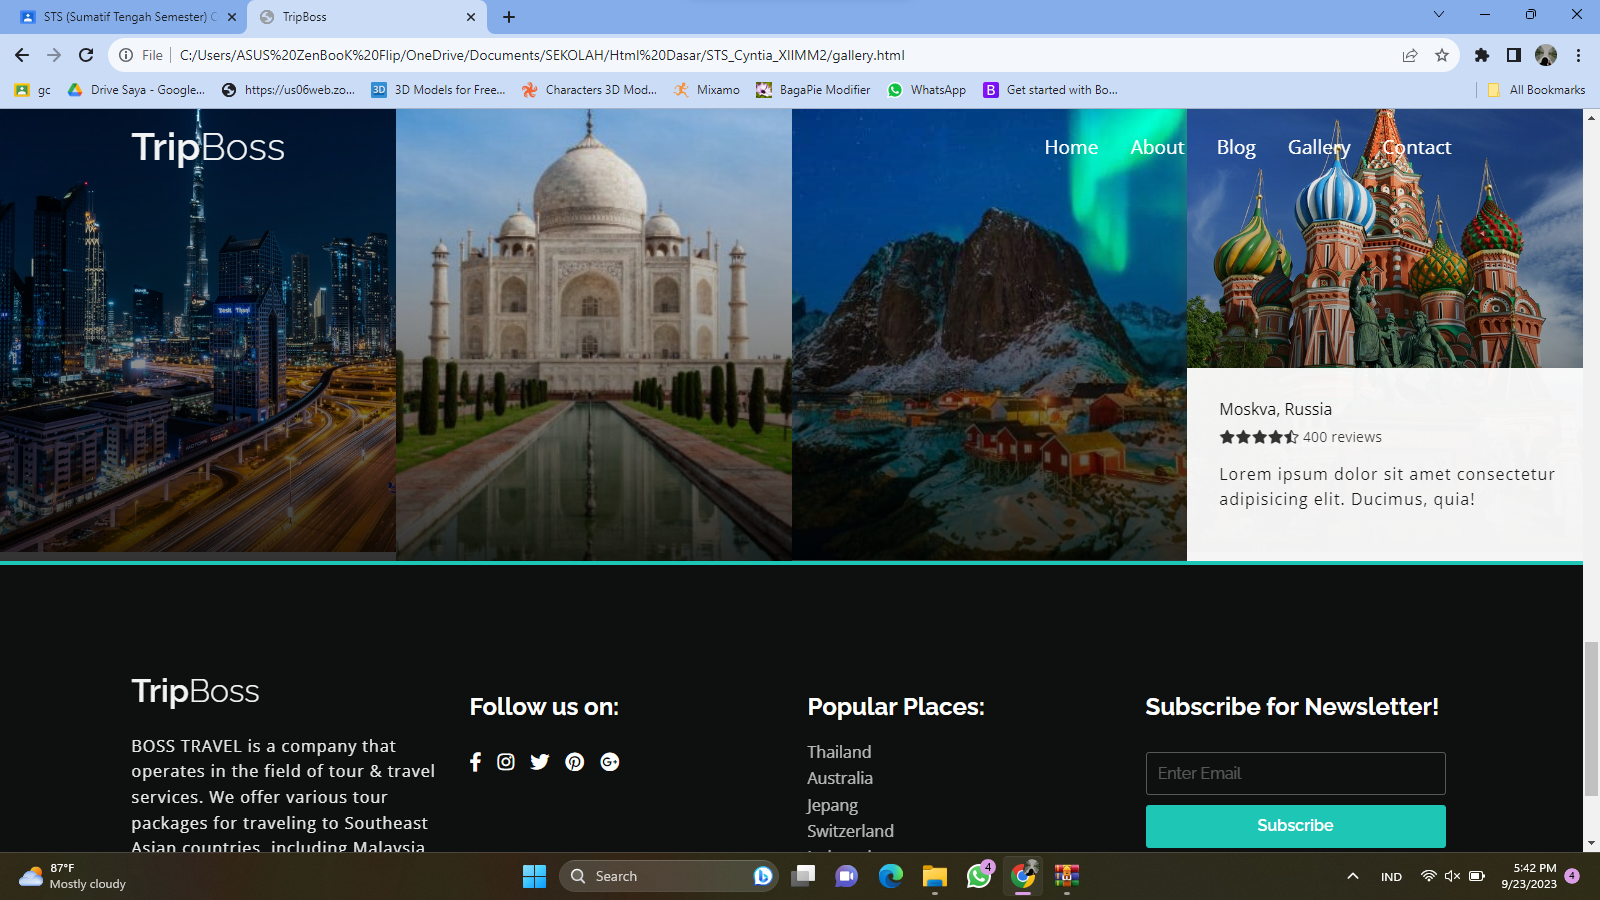 STS (Sumatif Tengah Semester) C
TripBoss
File
C:/Users/ASUS%20ZenBooK%20Flip/OneDrive/Documents/SEKOLAH/Html%20Dasar/STS_Cyntia_XIIMM2/gallery.html
gc
Drive Saya - Google...
https://us06web.zo...
3D Models for Free...
Characters 3D Mod...
Mixamo
BagaPie Modifier
WhatsApp
Get started with Bo...
All Bookmarks
TripBoss
Home
About
Blog
Gallery
Contact
Moskva, Russia
400 reviews
Lorem ipsum dolor sit amet consectetur
adipisicing elit. Ducimus, quia!
TripBoss
BOSS TRAVEL is a company that
operates in the field of tour & travel
services. We offer various tour
packages for traveling to Southeast
Asian countries, including Malaysia,
Follow us on:
Popular Places:
Thailand
Australia
Jepang
Switzerland
Subscribe for Newsletter!
Enter Email
Subscribe
87°F
Mostly cloudy
Search
4
IND
5:42 PM
9/23/2023
4